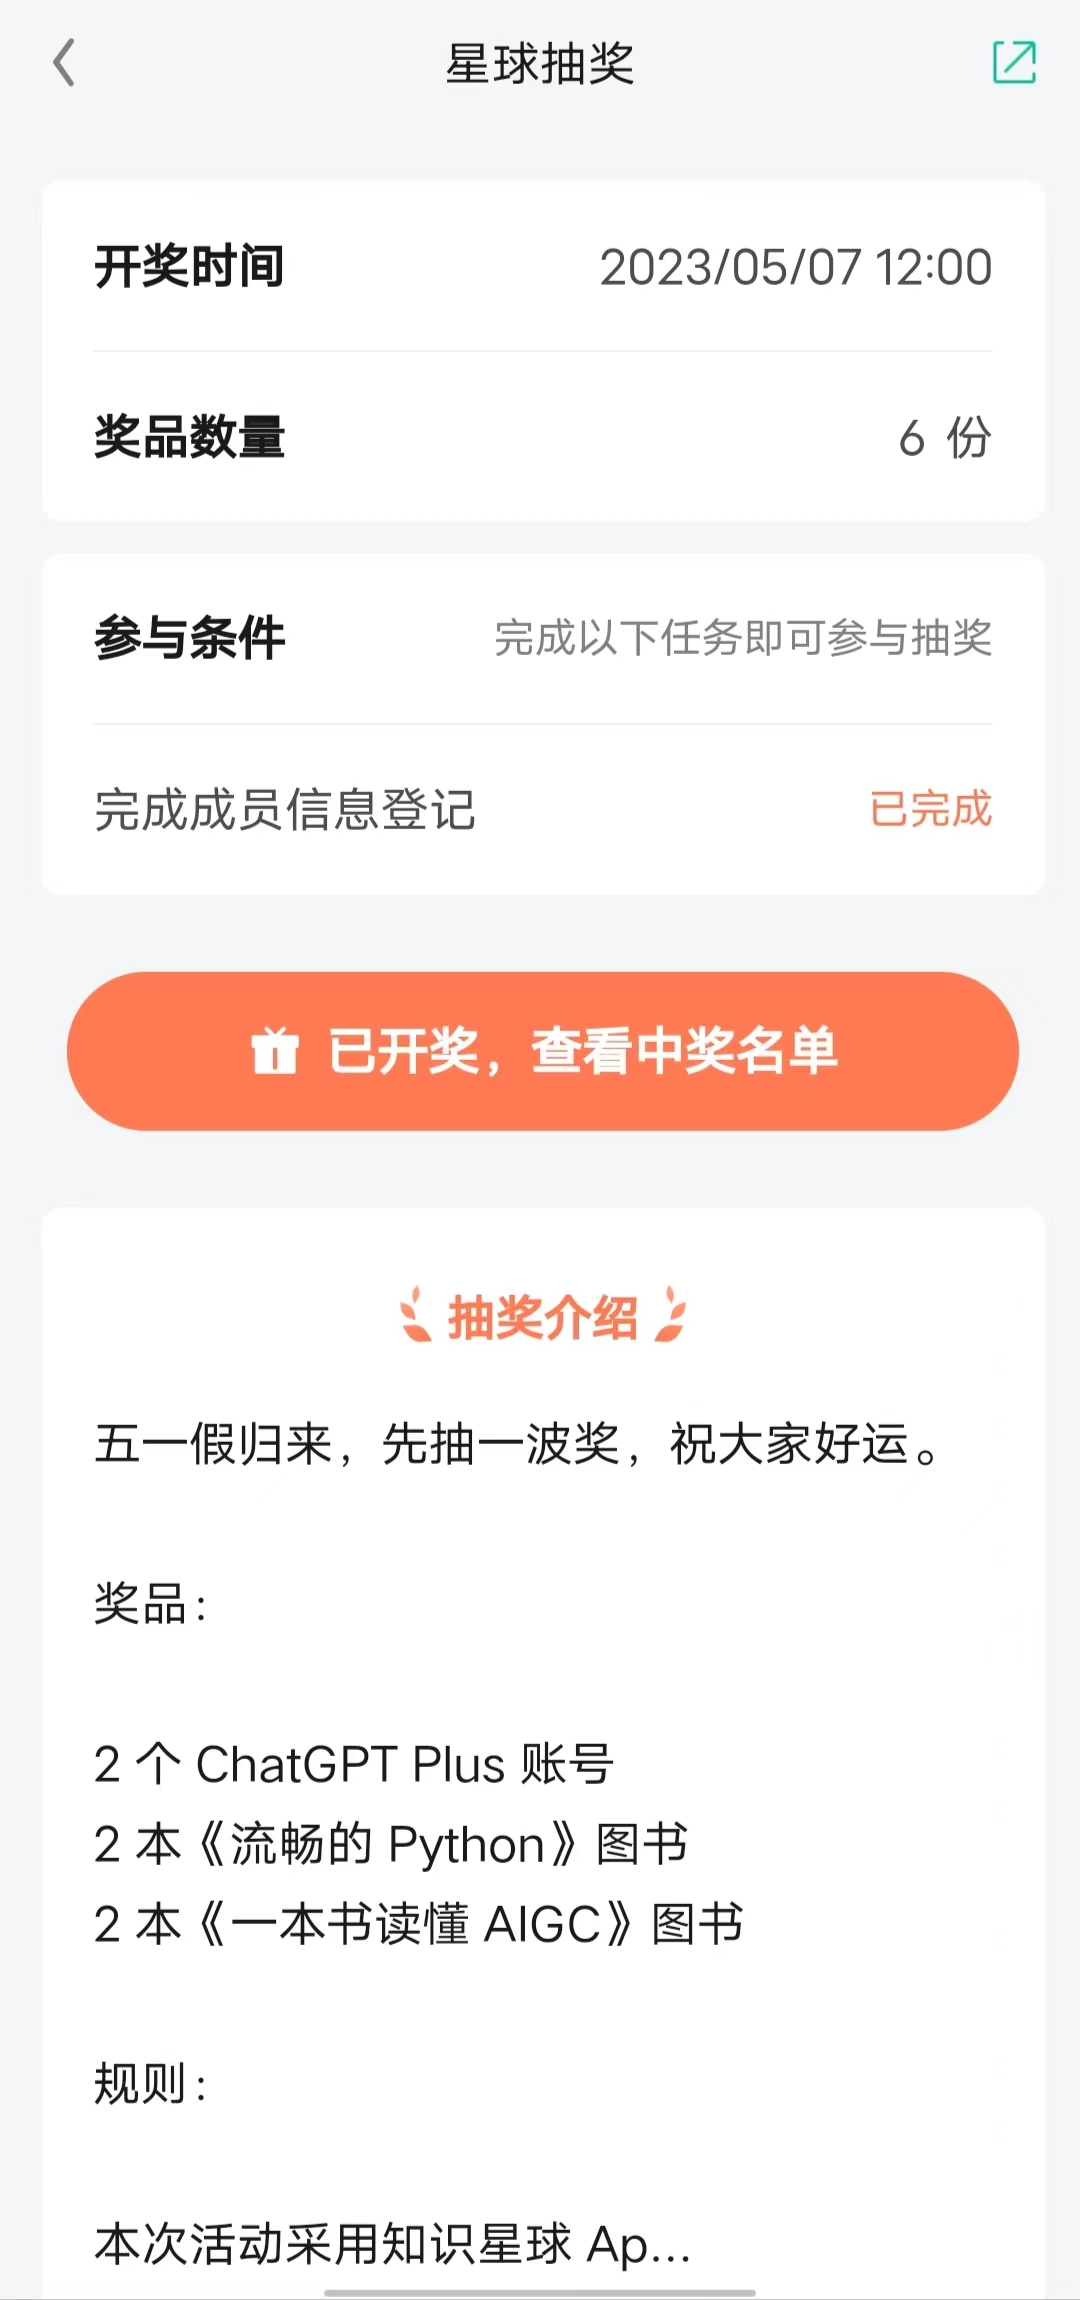 星球抽奖
开奖时间 2023/05/07 12:00
奖品数量 6 份
参与条件 完成以下任务即可参与抽奖
完成成员信息登记 已完成
已开奖，查看中奖名单
抽奖介绍
五一假归来，先抽一波奖，祝大家好运。
奖品：
2 个 ChatGPT Plus 账号
2 本《流畅的 Python》图书
2 本《一本书读懂 AIGC》图书
规则：
本次活动采用知识星球 Ap...